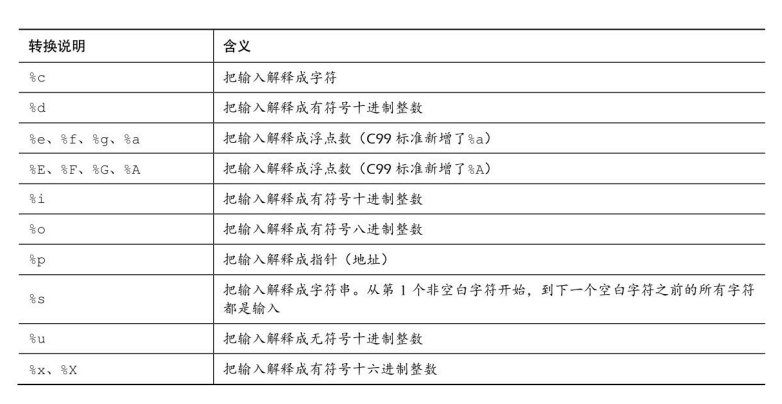 转换说明 含义
%c 把输入解释成字符
%d 把输入解释成有符号十进制整数
%e、%f、%g、%a 把输入解释成浮点数（C99 标准新增了%a）
%E、%F、%G、%A 把输入解释成浮点数（C99 标准新增了%A）
%i 把输入解释成有符号十进制整数
%o 把输入解释成有符号八进制整数
%p 把输入解释成指针（地址）
%s 把输入解释成字符串。从第 1 个非空白字符开始，到下一个空白字符之前的所有字符
都是输入
%u 把输入解释成无符号十进制整数
%x、%X 把输入解释成有符号十六进制整数